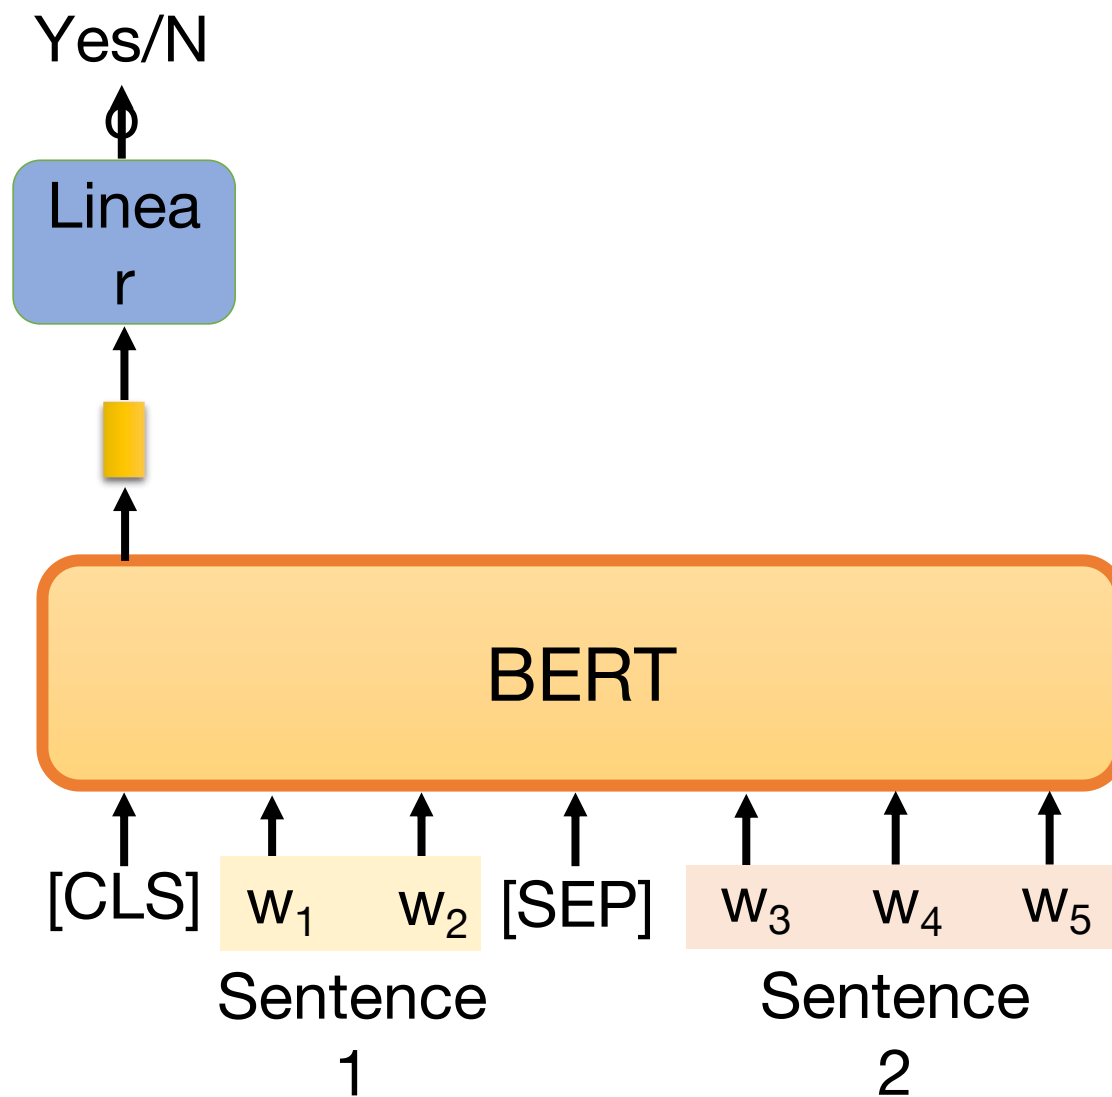 Yes/N
o
Linea
r
BERT
[CLS] w1 w2 [SEP] w3 w4 w5
Sentence Sentence
1 2